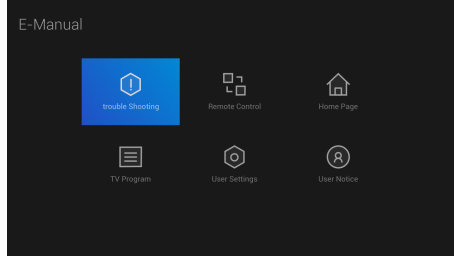 E-Manual
trouble Shooting
Remote Control
Home Page
TV Program
User Settings
User Notice